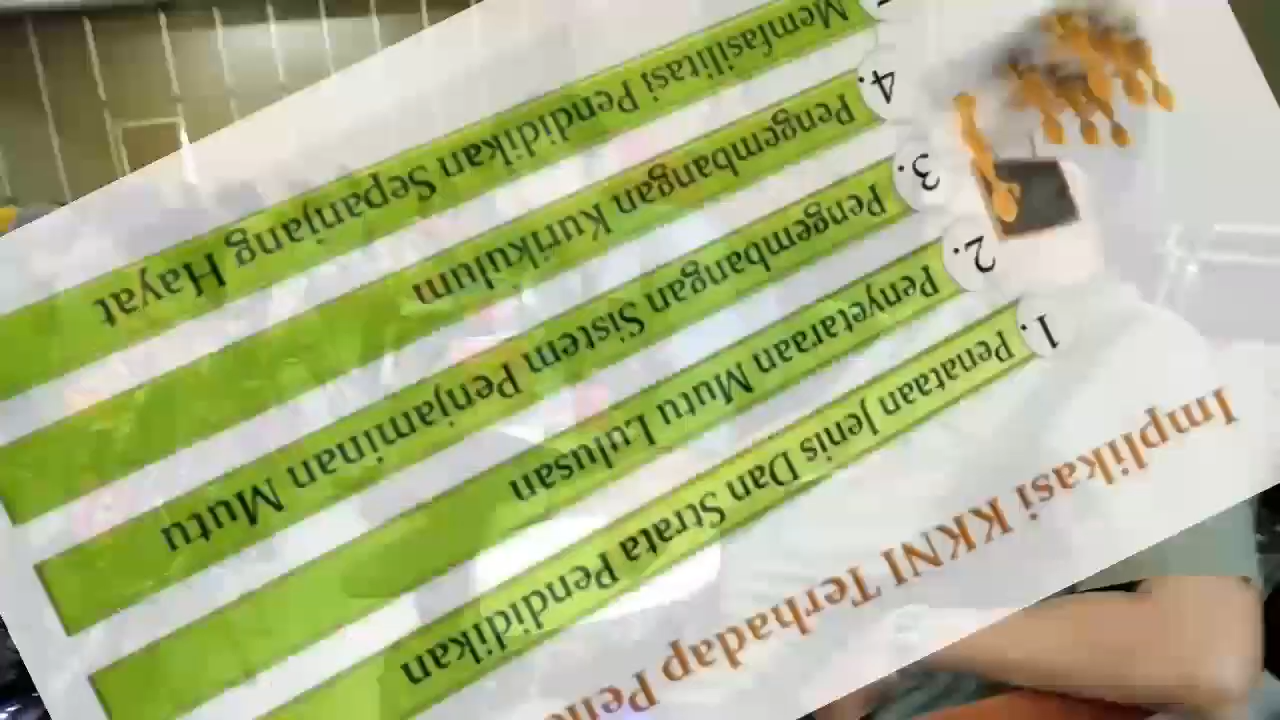 Implikasi KKNI Terhadap
1. Penataan Jenis Dan Strata Pendidikan
2. Penyetaraan Mutu Lulusan
3. Pengembangan Sistem Penjaminan Mutu
4. Pengembangan Kurikulum
Memfasilitasi Pendidikan Sepanjang Hayat